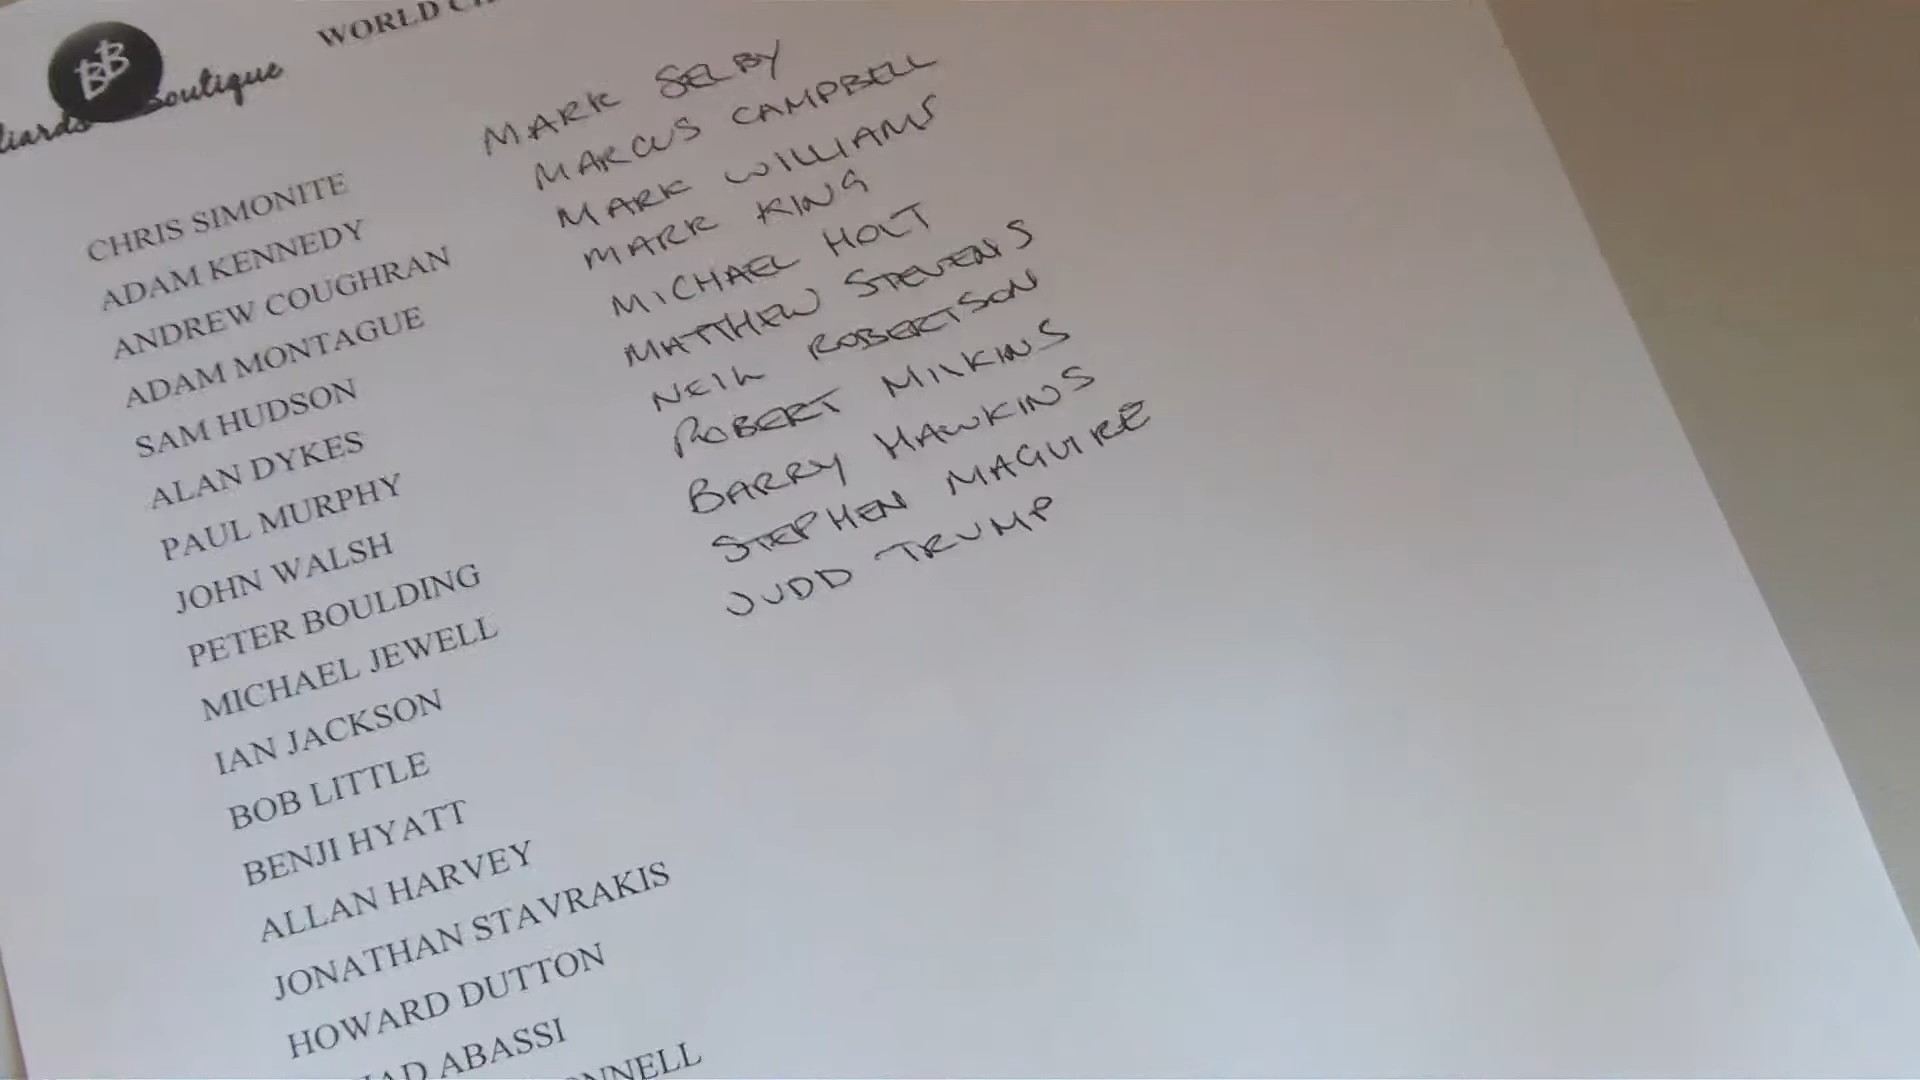 BB
Boutique
WORLD
CHRIS SIMONITE MARK SELBY
ADAM KENNEDY MARCUS CAMPBELL
ANDREW COUGHRAN MARK WILLIAMS
ADAM MONTAGUE MARK KING
SAM HUDSON MICHAEL HOLT
ALAN DYKES MATTHEW STEVENS
PAUL MURPHY NEIL ROBERTSON
JOHN WALSH ROBERT MILKINS
PETER BOULDING BARRY HAWKINS
MICHAEL JEWELL STEPHEN MAGUIRE
IAN JACKSON JUDD TRUMP
BOB LITTLE
BENJI HYATT
ALLAN HARVEY
JONATHAN STAVRAKIS
HOWARD DUTTON
ABASSI